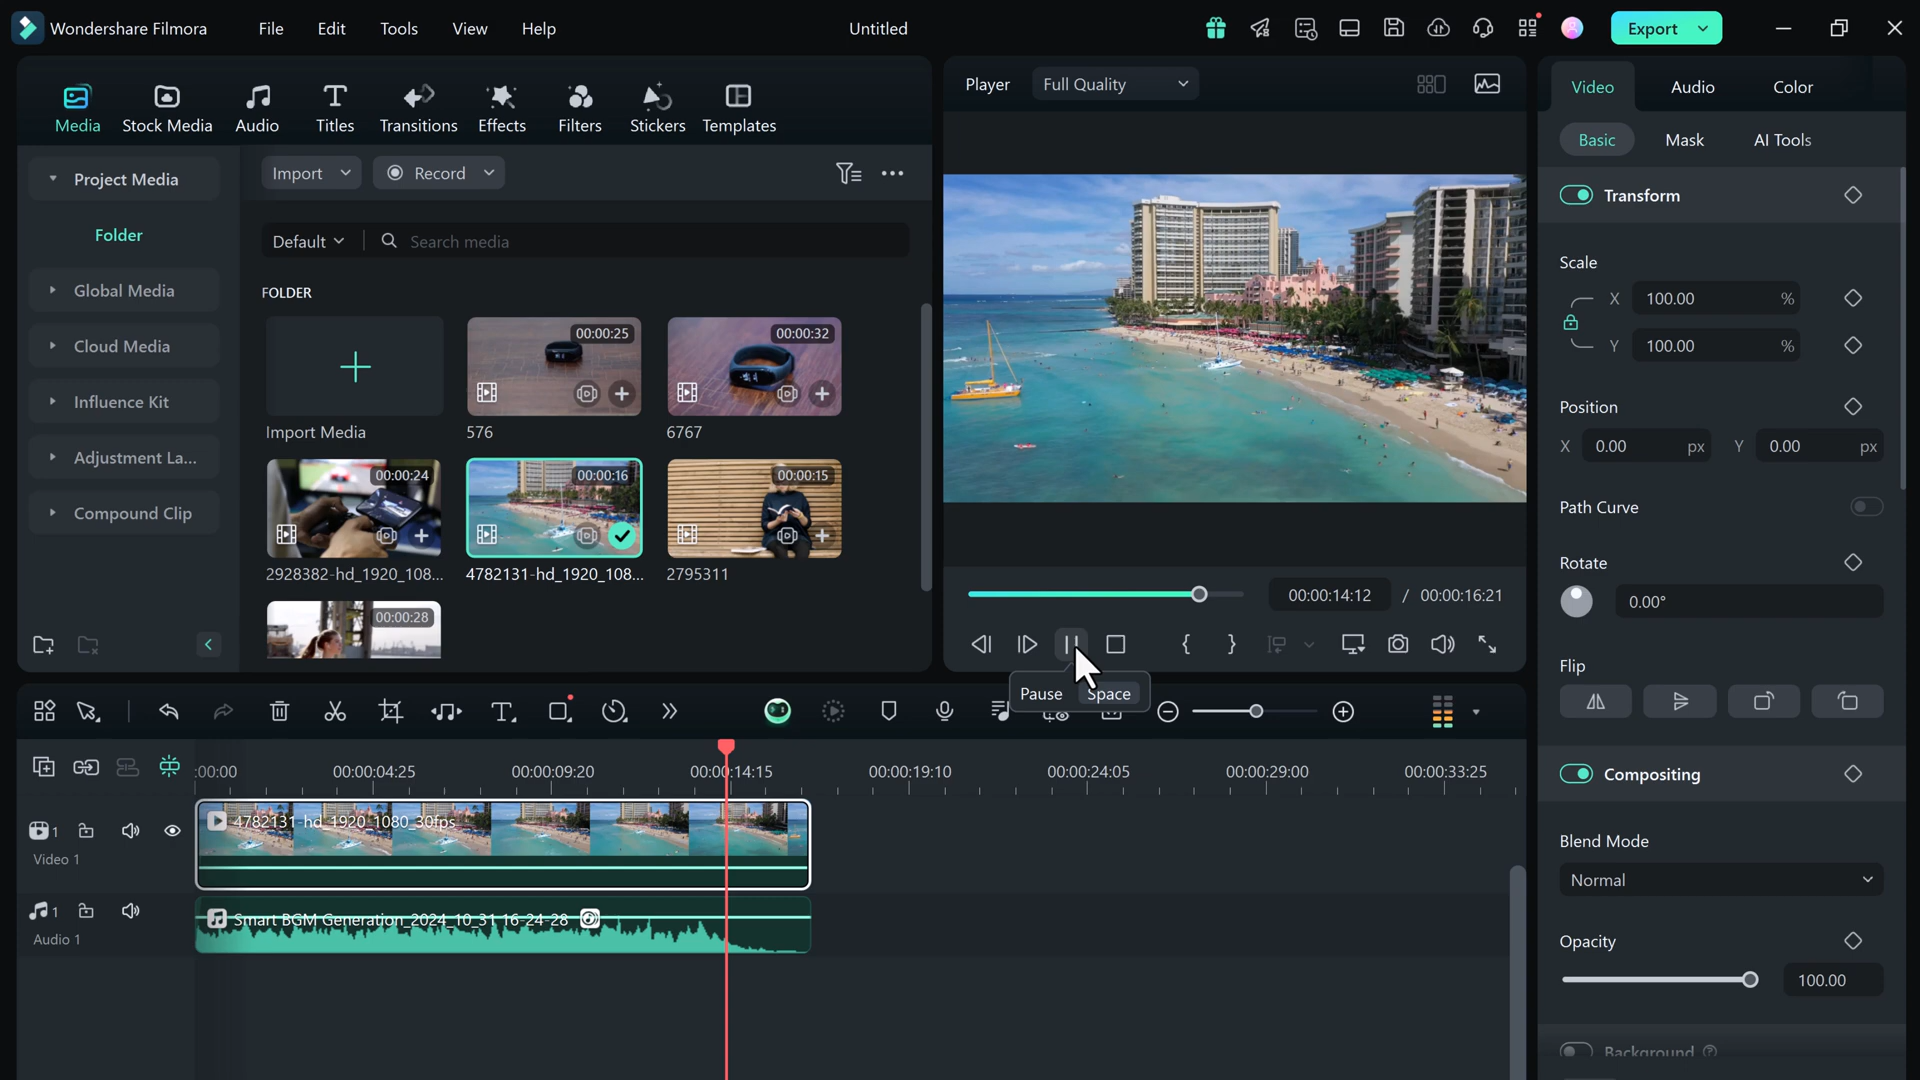 Wondershare Filmora
File
Edit
Tools
View
Help
Untitled
Export
Media
Stock Media
Audio
Titles
Transitions
Effects
Filters
Stickers
Templates
Player
Full Quality
Video
Audio
Color
Basic
Mask
AI Tools
Project Media
Folder
Global Media
Cloud Media
Influence Kit
Adjustment La...
Compound Clip
Import
Record
Default
Search media
FOLDER
Import Media
00:00:25
576
00:00:32
6767
00:00:24
2928382-hd_1920_108...
00:00:16
4782131-hd_1920_108...
00:00:15
2795311
00:00:28
00:00:14:12 / 00:00:16:21
{ }
Pause Space
Transform
Scale
X 100.00 %
Y 100.00 %
Position
X 0.00 px Y 0.00 px
Path Curve
Rotate
0.00°
Flip
Compositing
Blend Mode
Normal
Opacity
100.00
Background
:00:00 00:00:04:25 00:00:09:20 00:00:14:15 00:00:19:10 00:00:24:05 00:00:29:00 00:00:33:25
1
Video 1
4782131-hd_1920_1080_30fps
1
Audio 1
Smart BGM Generation_2024_10_31 16-24-28